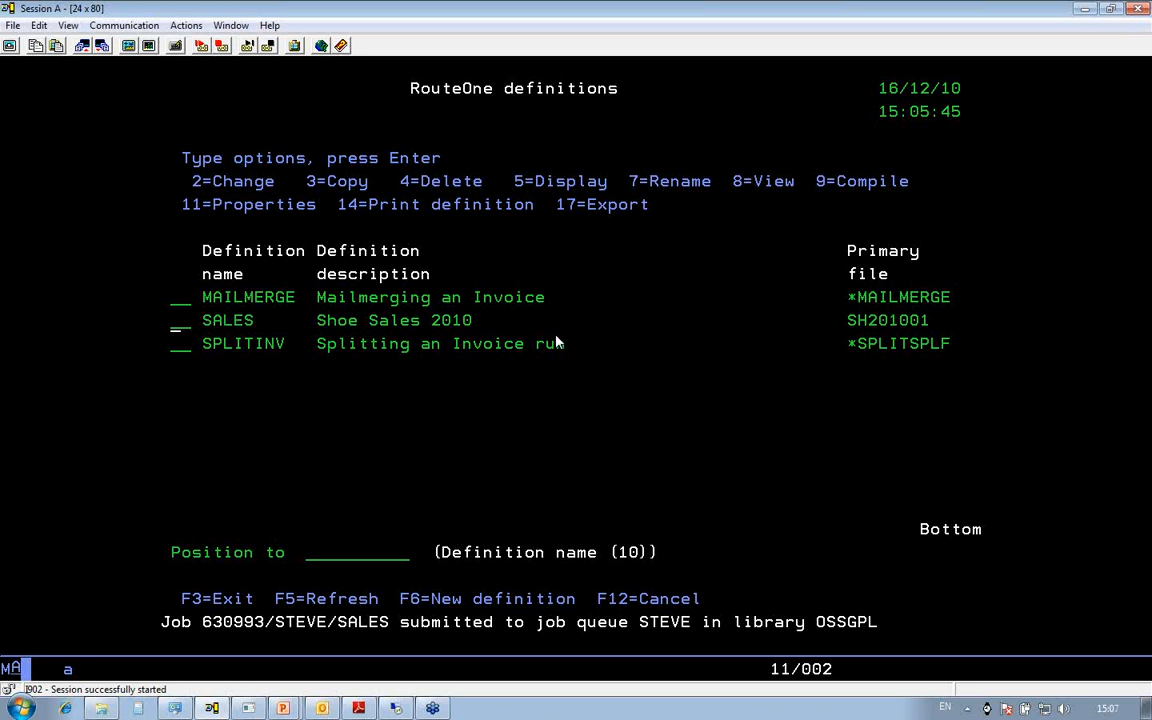 Session A - [24 x 80]
File Edit View Communication Actions Window Help
RouteOne definitions 16/12/10
15:05:45
Type options, press Enter
2=Change 3=Copy 4=Delete 5=Display 7=Rename 8=View 9=Compile
11=Properties 14=Print definition 17=Export
Definition Definition Primary
name description file
MAILMERGE Mailmerging an Invoice *MAILMERGE
SALES Shoe Sales 2010 SH201001
SPLITINV Splitting an Invoice run *SPLITSPLF
Bottom
Position to __________ (Definition name (10))
F3=Exit F5=Refresh F6=New definition F12=Cancel
Job 630993/STEVE/SALES submitted to job queue STEVE in library OSSGPL
MA a 11/002
I902 - Session successfully started
EN 15:07